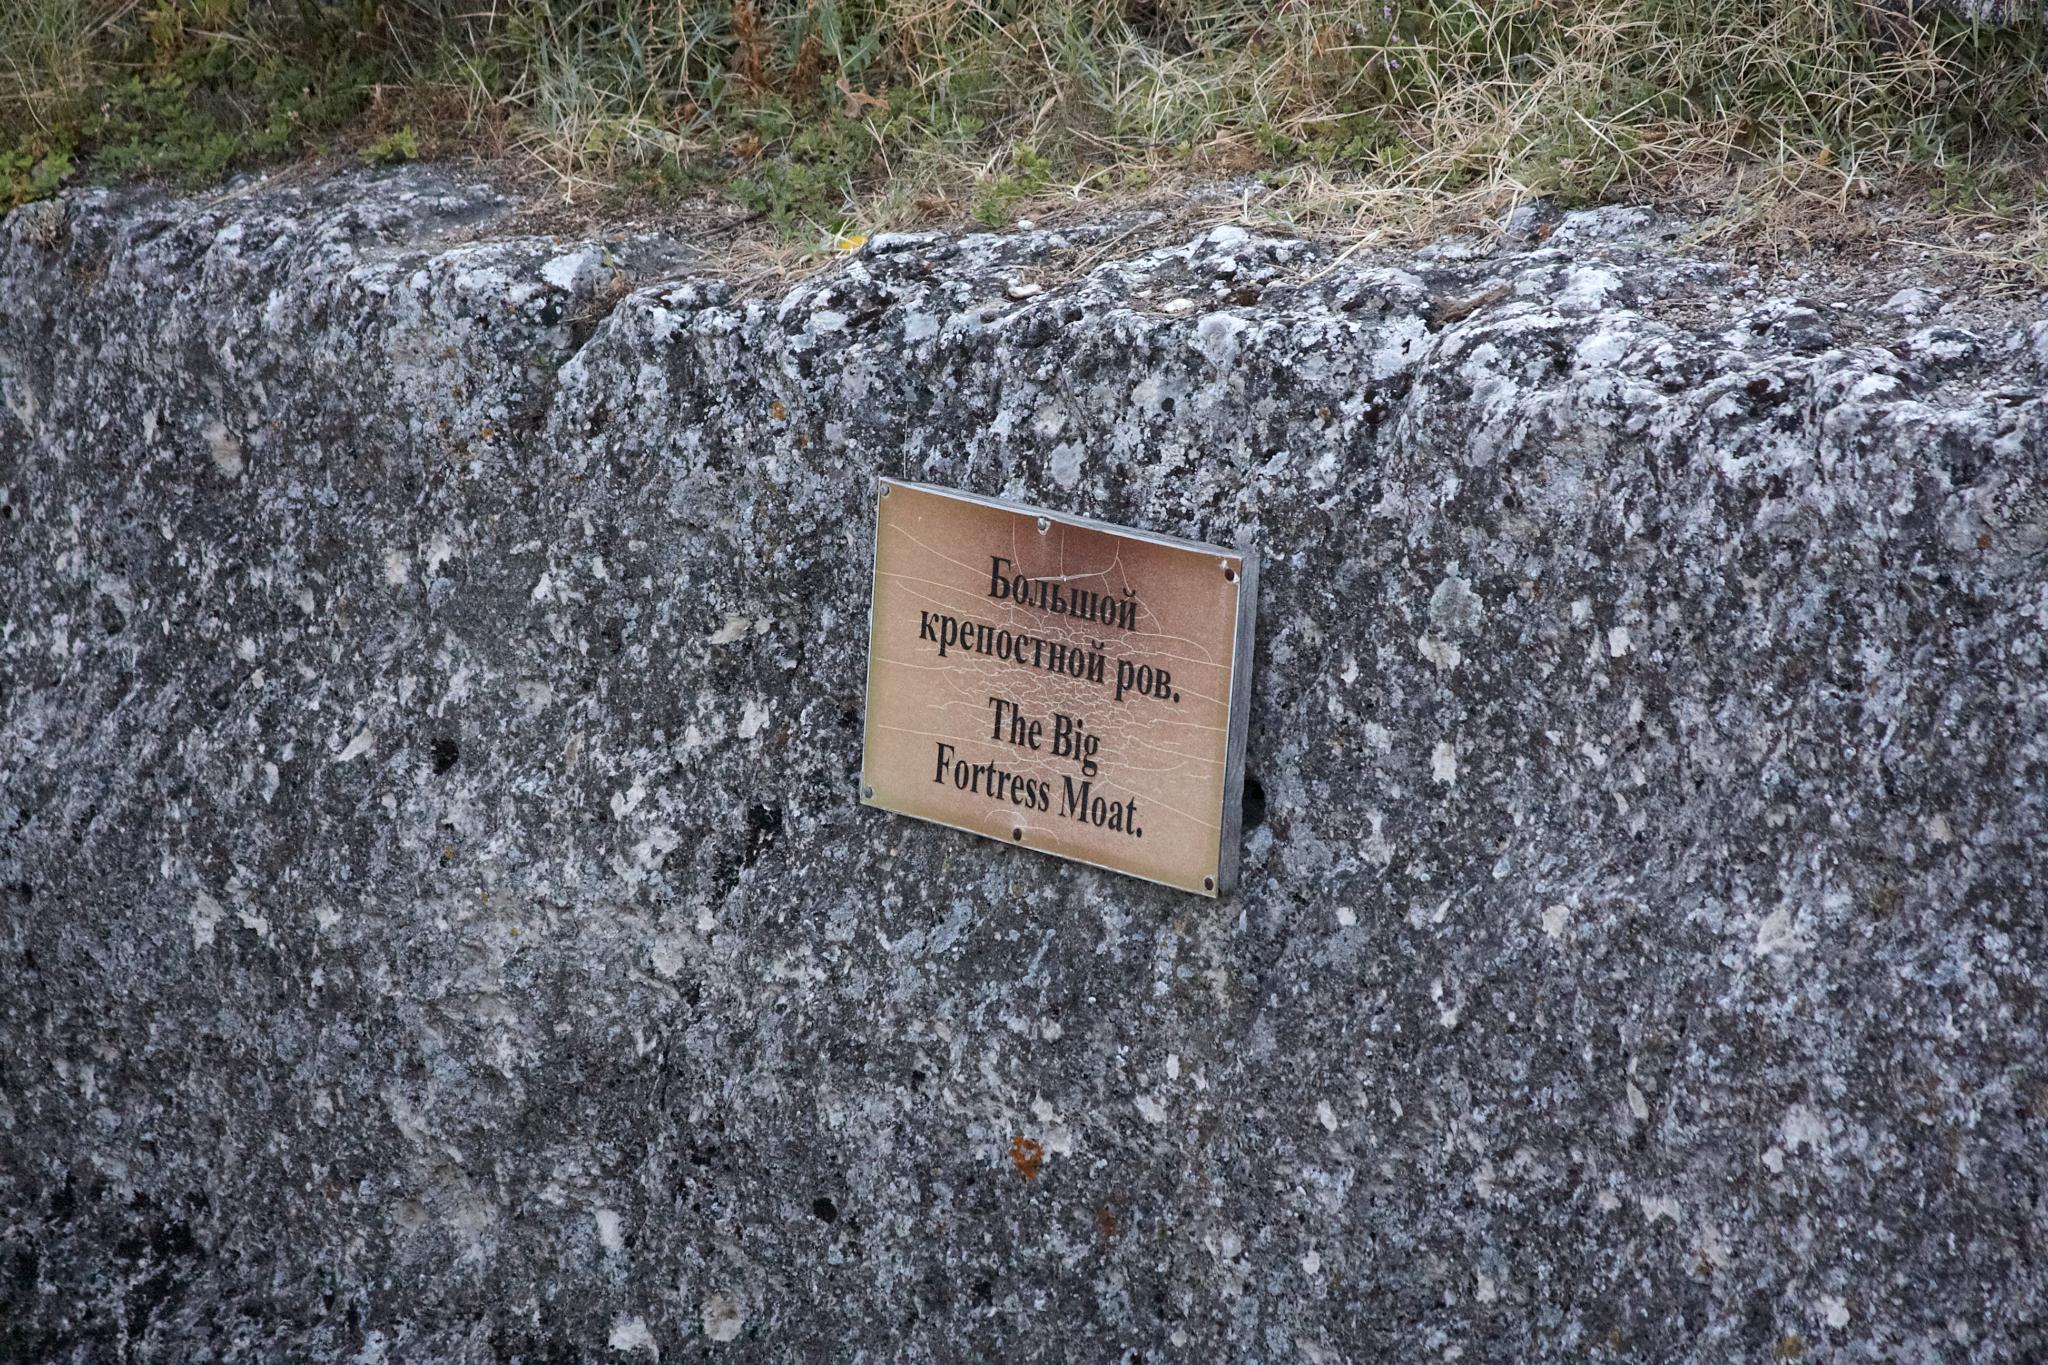 Большой
крепостной ров.
The Big
Fortress Moat.